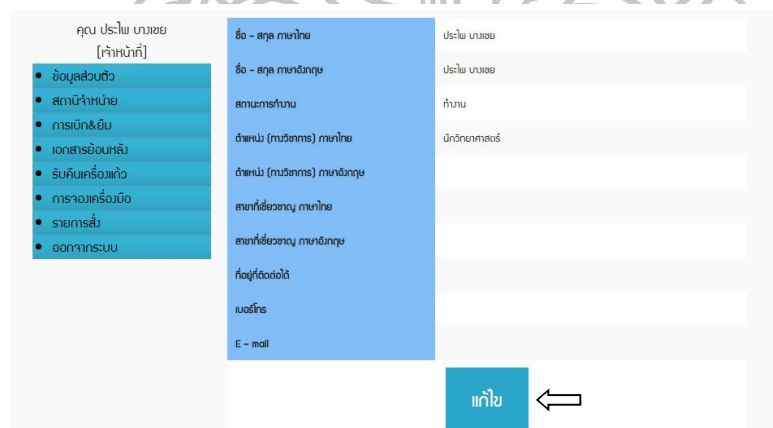 คุณ ประไพ บางเขย
[เจ้าหน้าที่]
ข้อมูลส่วนตัว
สถานีจำหน่าย
การเบิก&ยืม
เอกสารย้อนหลัง
รับคืนเครื่องแก้ว
การจองเครื่องมือ
รายการสั่ง
ออกจากระบบ
ชื่อ – สกุล ภาษาไทย ประไพ บางเขย
ชื่อ – สกุล ภาษาอังกฤษ ประไพ บางเขย
สถานะการทำงาน ทำงาน
ตำแหน่ง (ทางวิชาการ) ภาษาไทย นักวิทยาศาสตร์
ตำแหน่ง (ทางวิชาการ) ภาษาอังกฤษ
สาขาที่เชี่ยวชาญ ภาษาไทย
สาขาที่เชี่ยวชาญ ภาษาอังกฤษ
ที่อยู่ที่ติดต่อได้
เบอร์โทร
E – mail
แก้ไข